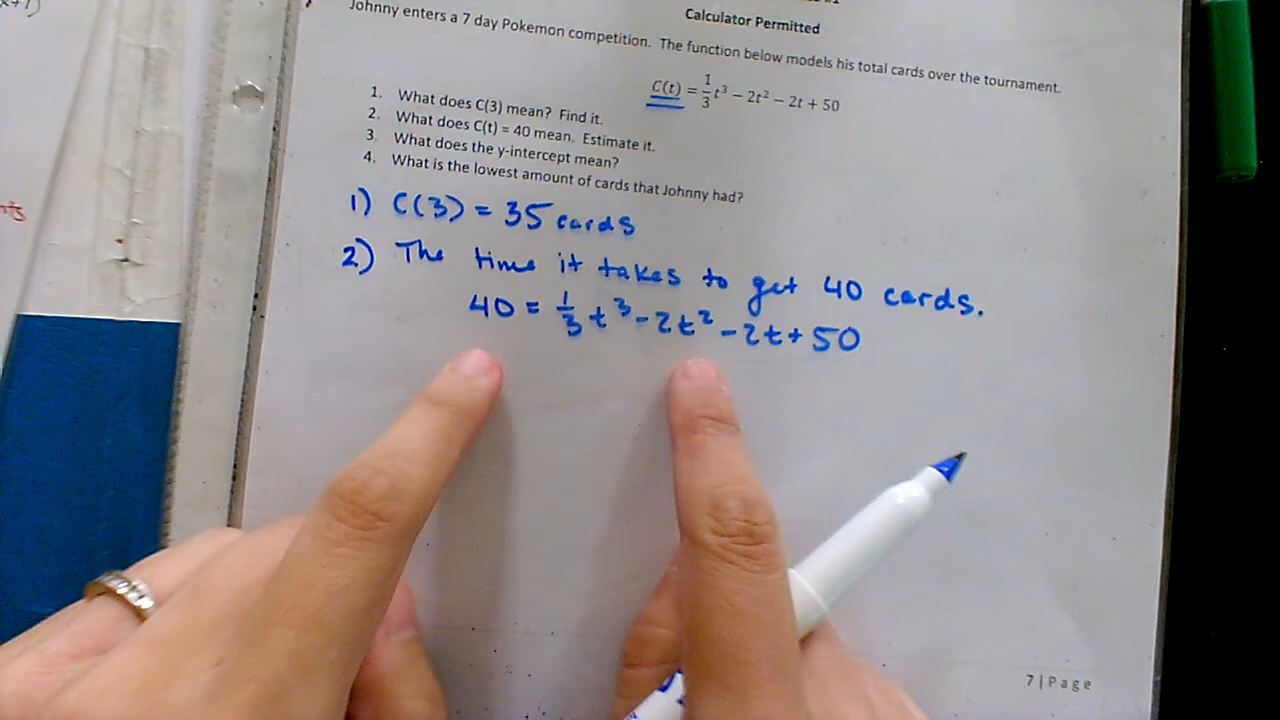 Calculator Permitted
Johnny enters a 7 day Pokemon competition. The function below models his total cards over the tournament.
C(t) = 1/3 t³ − 2t² − 2t + 50
1. What does C(3) mean? Find it.
2. What does C(t) = 40 mean. Estimate it.
3. What does the y-intercept mean?
4. What is the lowest amount of cards that Johnny had?
1) C(3) = 35 cards
2) The time it takes to get 40 cards.
40 = 1/3 t³ - 2t² - 2t + 50
7 | Page